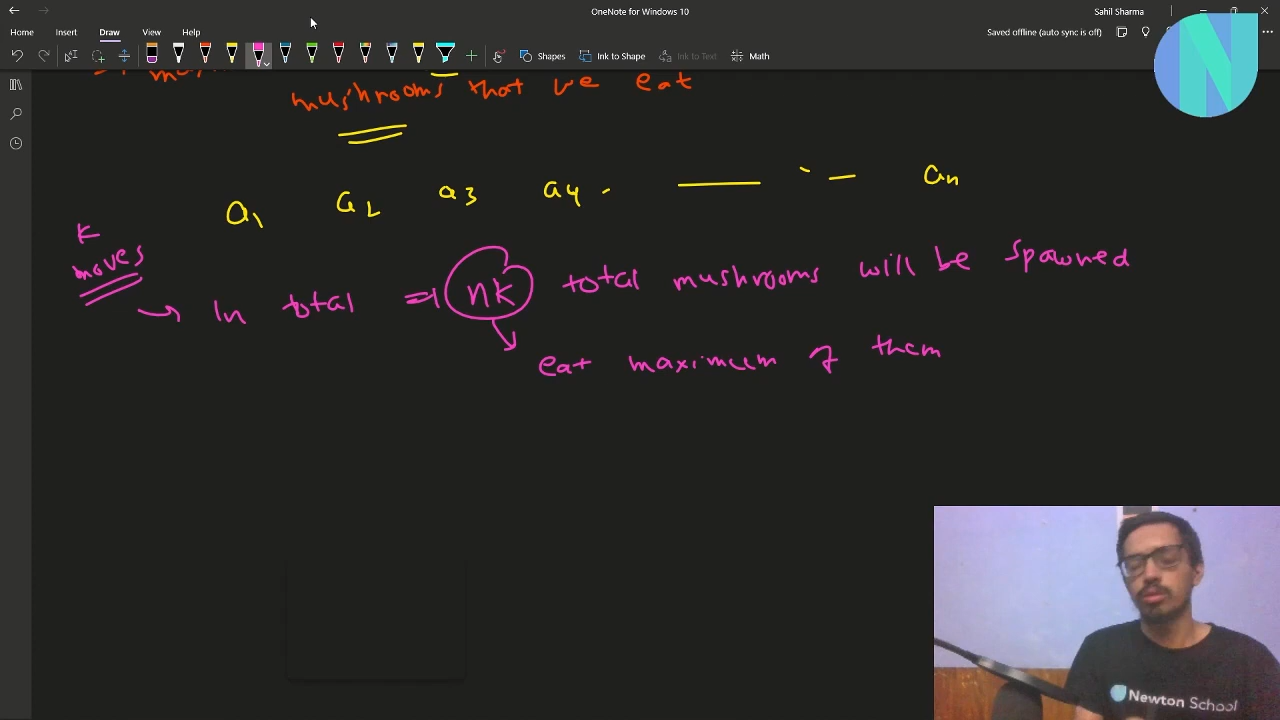 OneNote for Windows 10
Sahil Sharma
Home Insert Draw View Help
Saved offline (auto sync is off)
Shapes Ink to Shape Ink to Text Math
mushrooms that we eat
a1 a2 a3 a4 an
K
moves
In total => nk total mushrooms will be spawned
eat maximum of them
Newton School